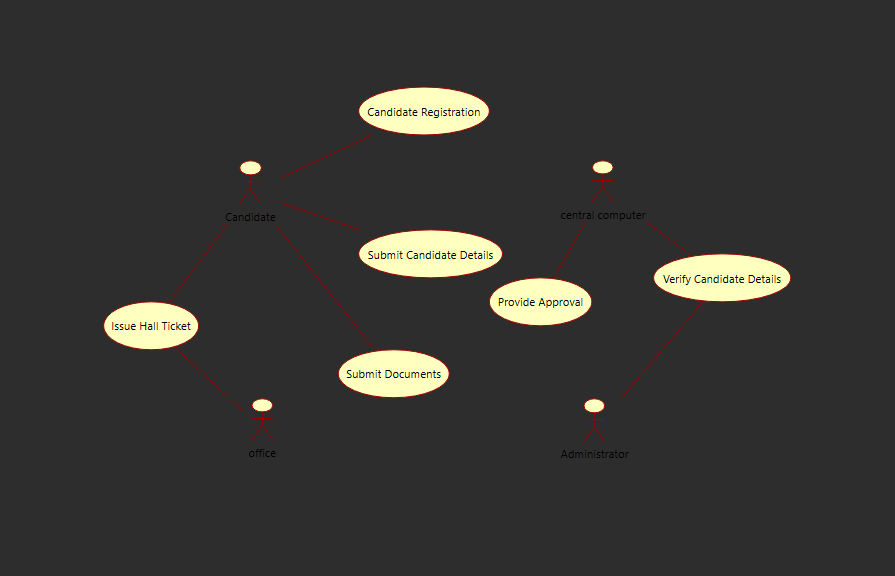 Candidate Registration
Candidate
central computer
Submit Candidate Details
Verify Candidate Details
Provide Approval
Issue Hall Ticket
Submit Documents
office
Administrator